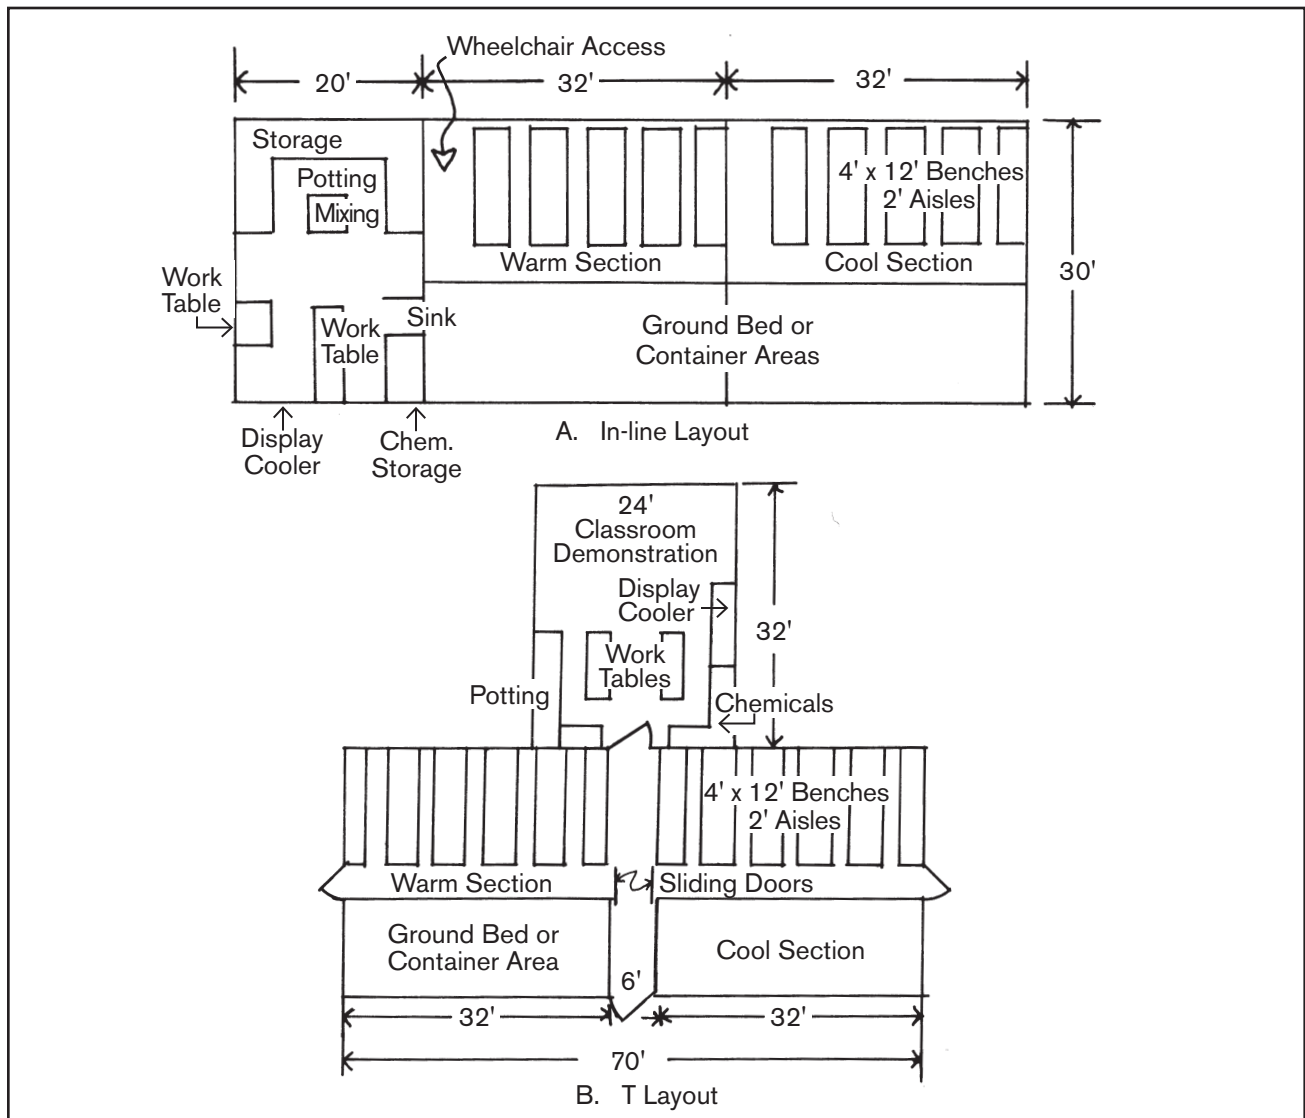 Wheelchair Access
20'
32'
32'
Storage
Potting
Mixing
4' x 12' Benches
2' Aisles
Warm Section
Cool Section
30'
Work
Table
Work
Table
Sink
Ground Bed or
Container Areas
Display
Cooler
Chem.
Storage
A. In-line Layout
24'
Classroom
Demonstration
Display
Cooler
32'
Work
Tables
Potting
Chemicals
4' x 12' Benches
2' Aisles
Warm Section
Sliding Doors
Ground Bed or
Container Area
Cool Section
6'
32'
32'
70'
B. T Layout